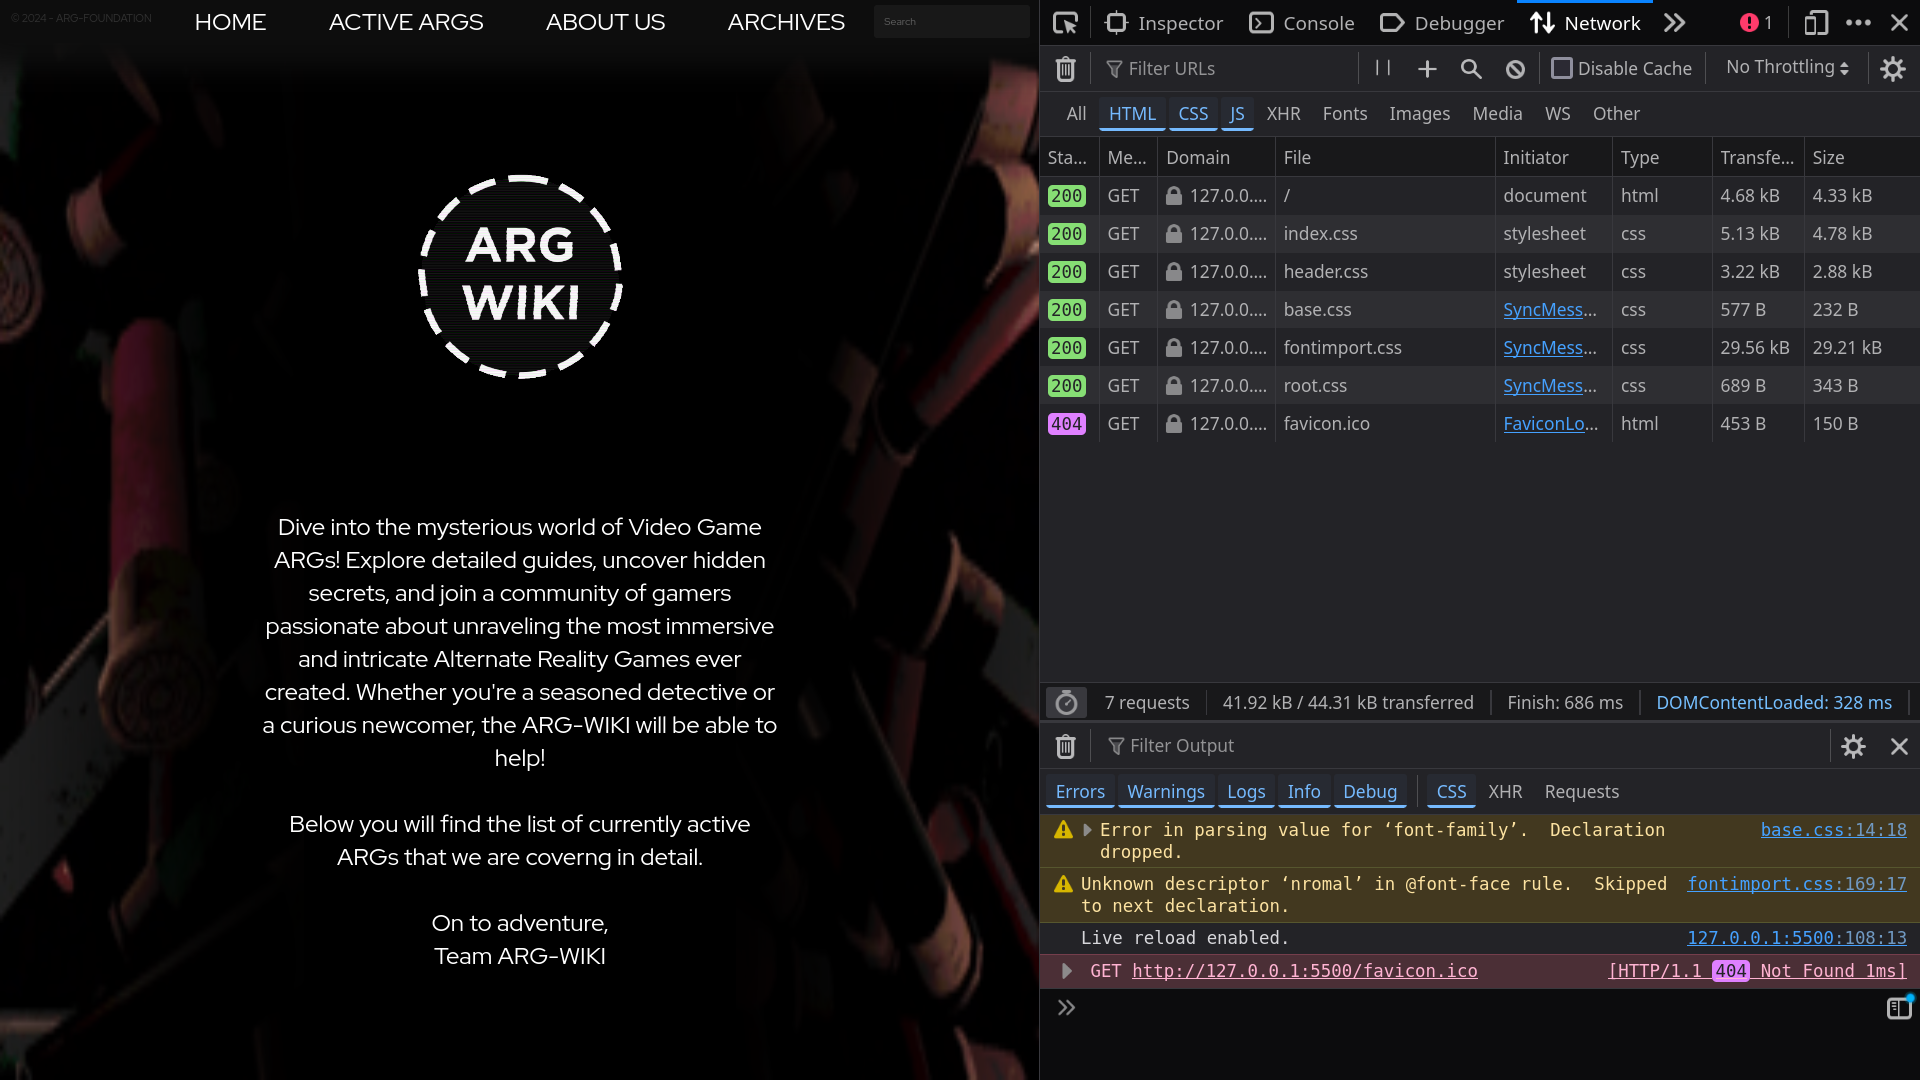 © 2024 - ARG-FOUNDATION
HOME ACTIVE ARGS ABOUT US ARCHIVES Search
ARG
WIKI
Dive into the mysterious world of Video Game
ARGs! Explore detailed guides, uncover hidden
secrets, and join a community of gamers
passionate about unraveling the most immersive
and intricate Alternate Reality Games ever
created. Whether you're a seasoned detective or
a curious newcomer, the ARG-WIKI will be able to
help!
Below you will find the list of currently active
ARGs that we are coverng in detail.
On to adventure,
Team ARG-WIKI
Inspector Console Debugger Network 1
Filter URLs Disable Cache No Throttling
All HTML CSS JS XHR Fonts Images Media WS Other
Sta... Me... Domain File Initiator Type Transfe... Size
200 GET 127.0.0.... / document html 4.68 kB 4.33 kB
200 GET 127.0.0.... index.css stylesheet css 5.13 kB 4.78 kB
200 GET 127.0.0.... header.css stylesheet css 3.22 kB 2.88 kB
200 GET 127.0.0.... base.css SyncMess... css 577 B 232 B
200 GET 127.0.0.... fontimport.css SyncMess... css 29.56 kB 29.21 kB
200 GET 127.0.0.... root.css SyncMess... css 689 B 343 B
404 GET 127.0.0.... favicon.ico FaviconLo... html 453 B 150 B
7 requests 41.92 kB / 44.31 kB transferred Finish: 686 ms DOMContentLoaded: 328 ms
Filter Output
Errors Warnings Logs Info Debug CSS XHR Requests
Error in parsing value for ‘font-family’. Declaration base.css:14:18
dropped.
Unknown descriptor ‘nromal’ in @font-face rule. Skipped fontimport.css:169:17
to next declaration.
Live reload enabled. 127.0.0.1:5500:108:13
GET http://127.0.0.1:5500/favicon.ico [HTTP/1.1 404 Not Found 1ms]